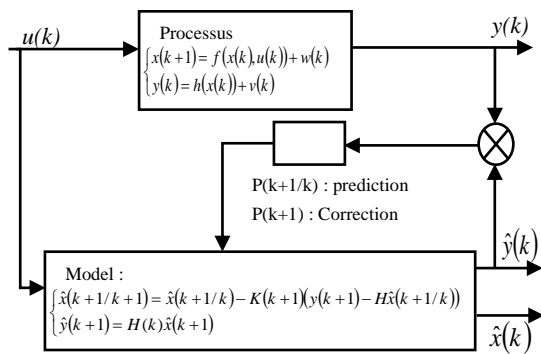 Processus
u(k)
y(k)
x(k+1)= f(x(k),u(k))+w(k)
y(k)=h(x(k))+v(k)
P(k+1/k) : prediction
P(k+1) : Correction
ŷ(k)
Model :
x̂(k+1/k+1)= x̂(k+1/k)− K(k+1)(y(k+1)− Hx̂(k+1/k))
ŷ(k+1)= H(k)x̂(k+1)
x̂(k)